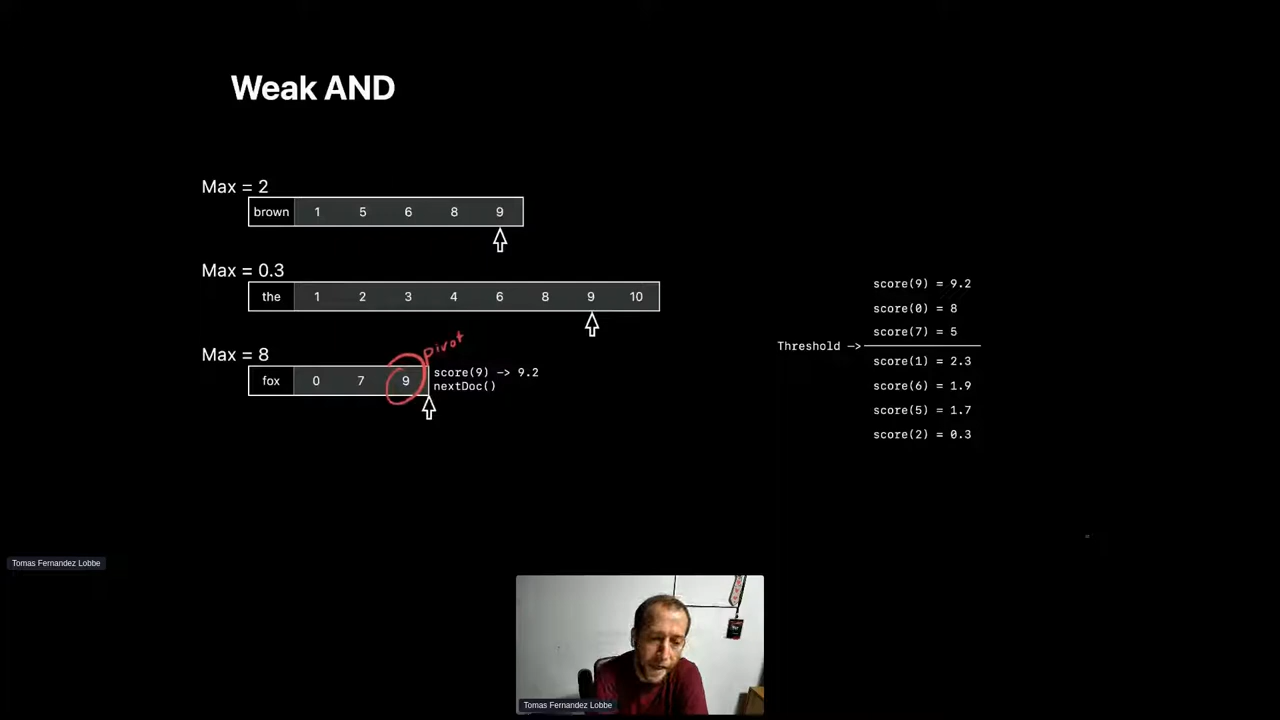 Weak AND
Max = 2
brown 1 5 6 8 9
Max = 0.3
the 1 2 3 4 6 8 9 10
Max = 8
pivot
fox 0 7 9
score(9) -> 9.2
nextDoc()
score(9) = 9.2
score(0) = 8
score(7) = 5
Threshold ->
score(1) = 2.3
score(6) = 1.9
score(5) = 1.7
score(2) = 0.3
Tomas Fernandez Lobbe
Tomas Fernandez Lobbe